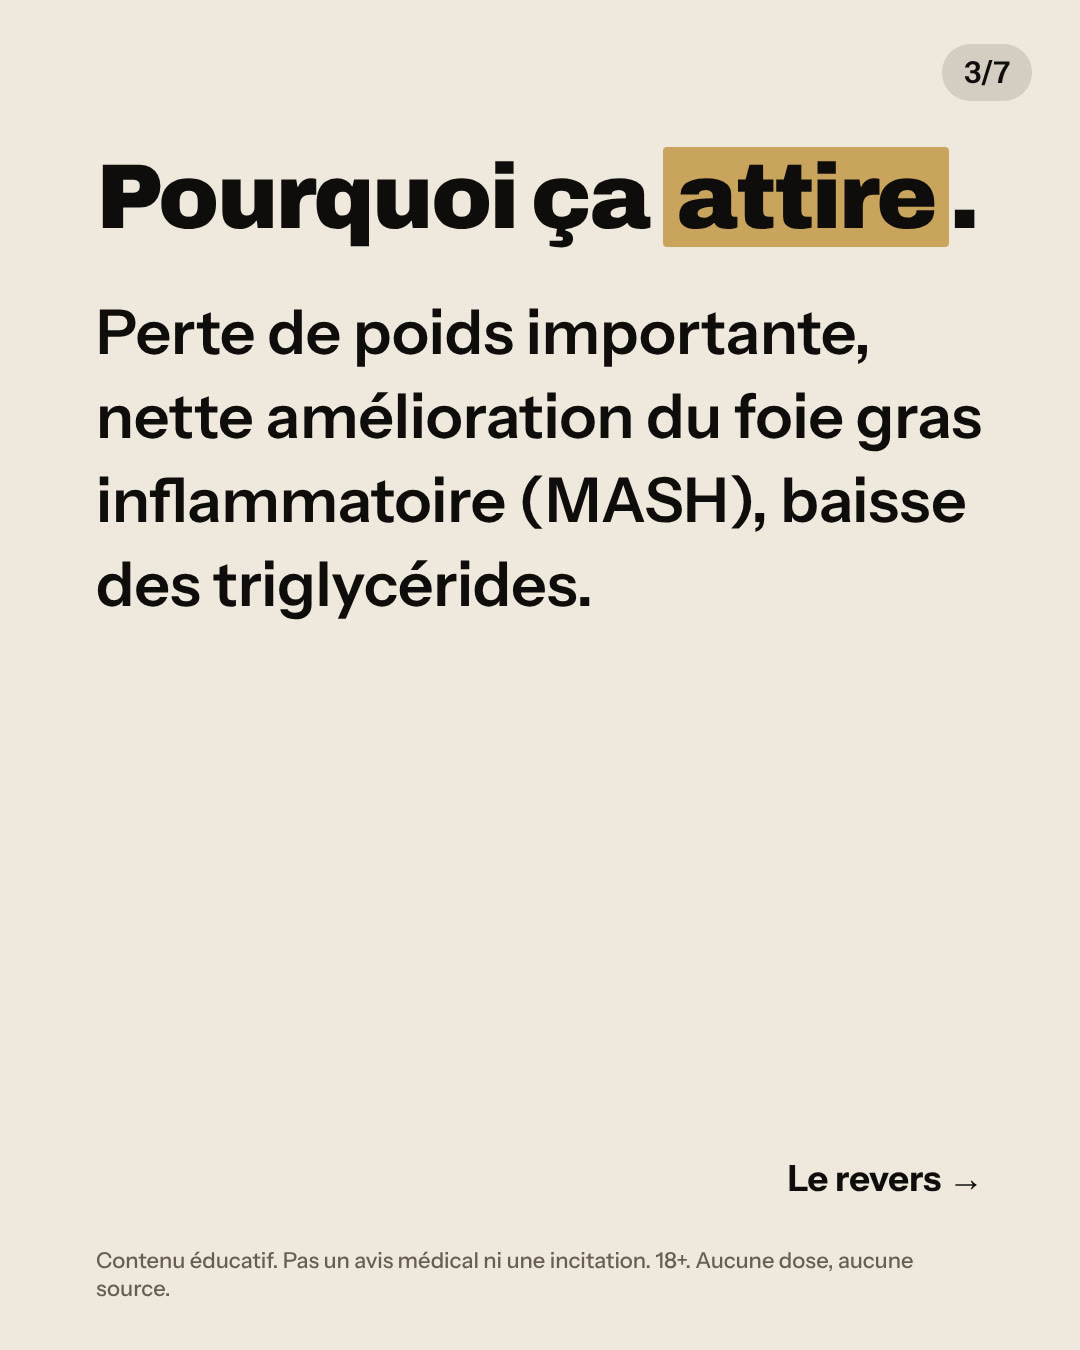 3/7
Pourquoi ça attire.
Perte de poids importante,
nette amélioration du foie gras
inflammatoire (MASH), baisse
des triglycérides.
Le revers →
Contenu éducatif. Pas un avis médical ni une incitation. 18+. Aucune dose, aucune
source.